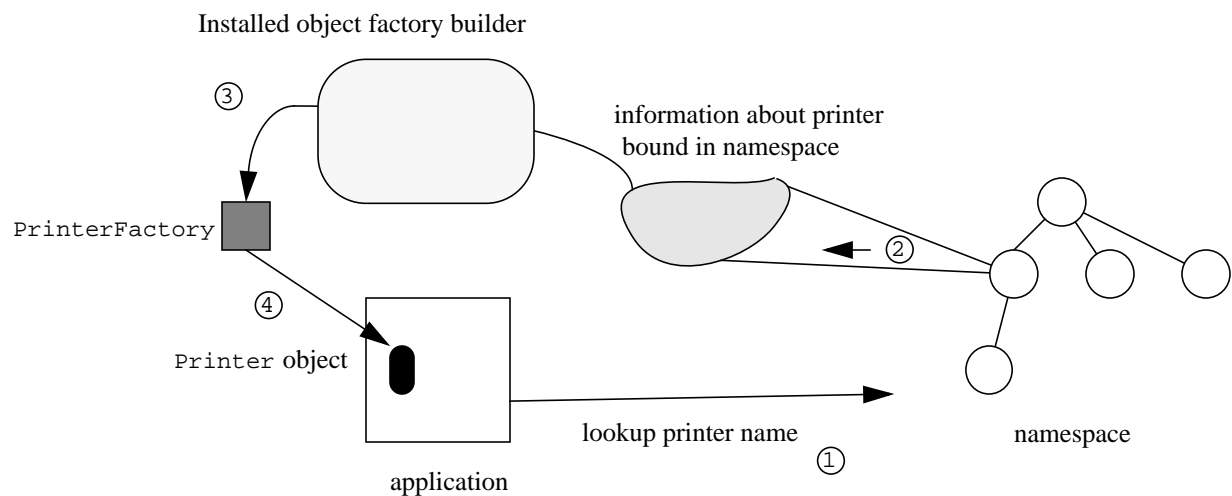 Installed object factory builder
③
information about printer
bound in namespace
PrinterFactory
②
④
Printer object
lookup printer name
namespace
①
application